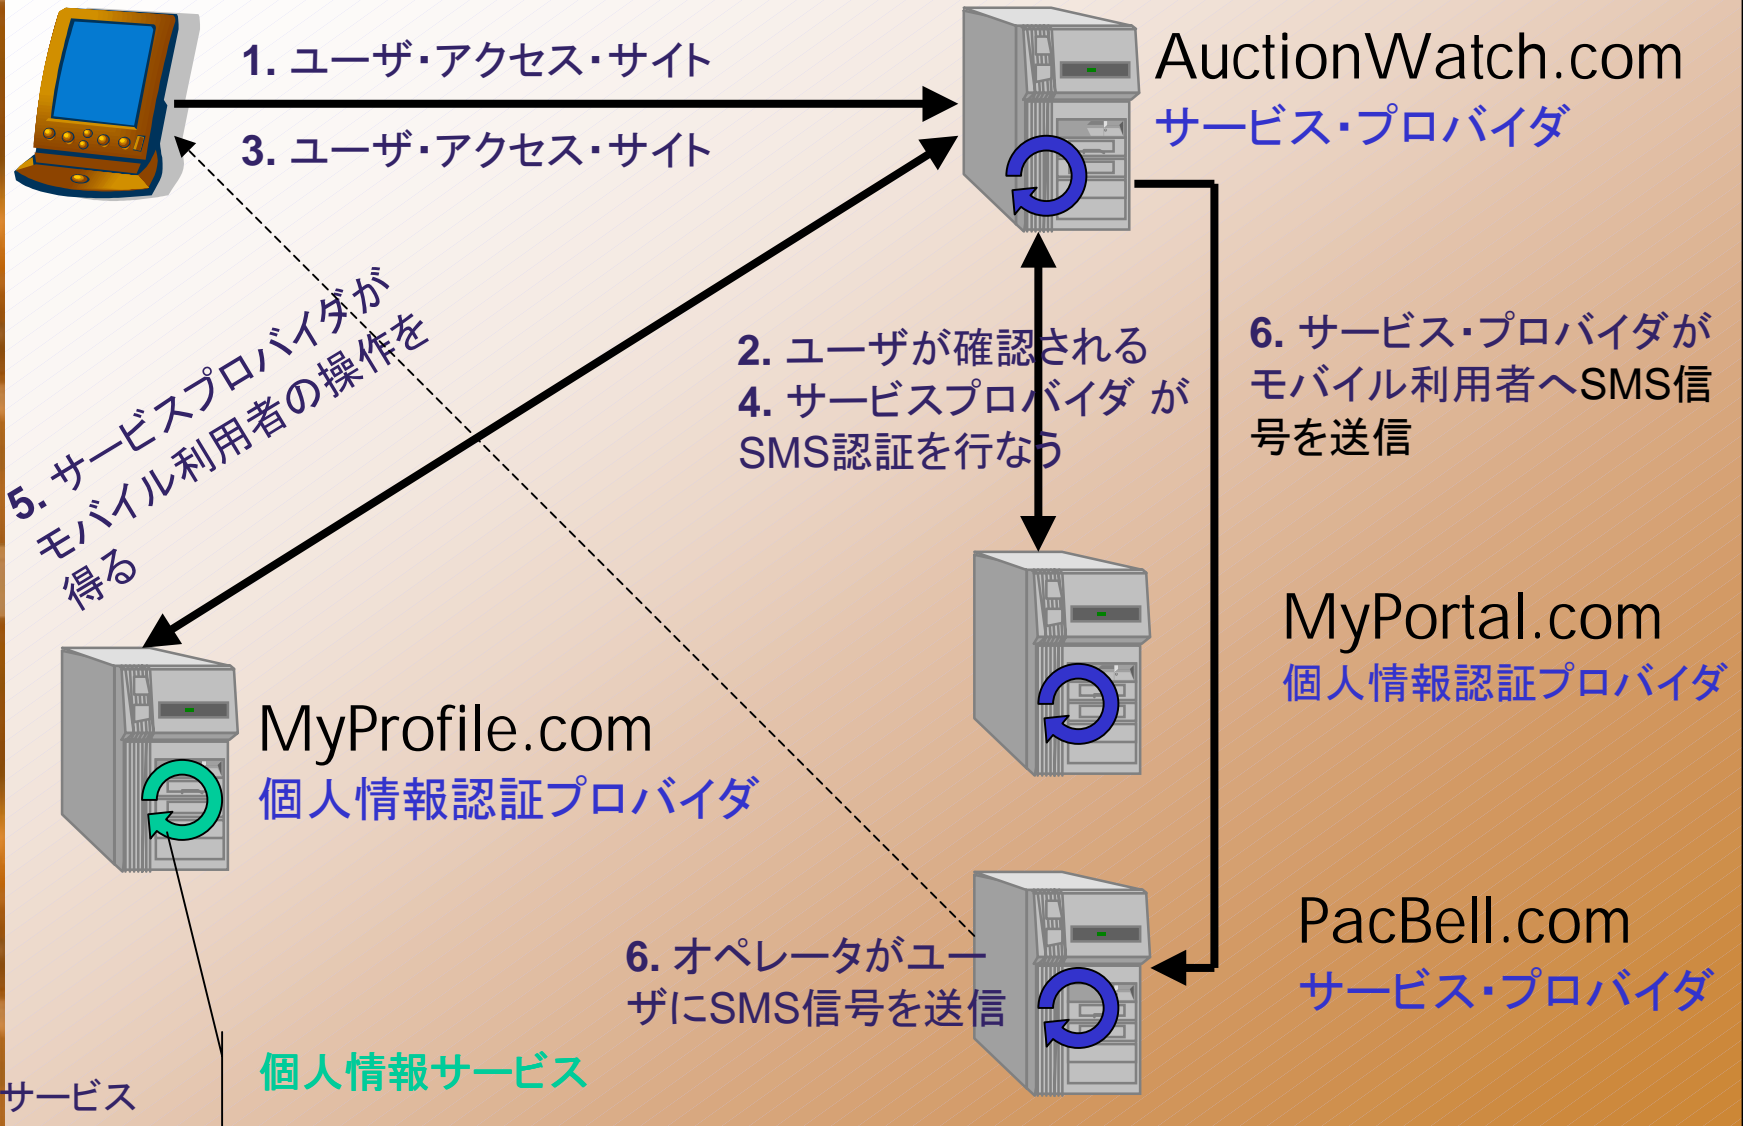 1. ユーザ・アクセス・サイト
3. ユーザ・アクセス・サイト
AuctionWatch.com
サービス・プロバイダ
5. サービスプロバイダが
モバイル利用者の操作を
得る
2. ユーザが確認される
4. サービスプロバイダ が
SMS認証を行なう
6. サービス・プロバイダが
モバイル利用者へSMS信
号を送信
MyPortal.com
個人情報認証プロバイダ
MyProfile.com
個人情報認証プロバイダ
PacBell.com
サービス・プロバイダ
6. オペレータがユー
ザにSMS信号を送信
個人情報サービス
サービス